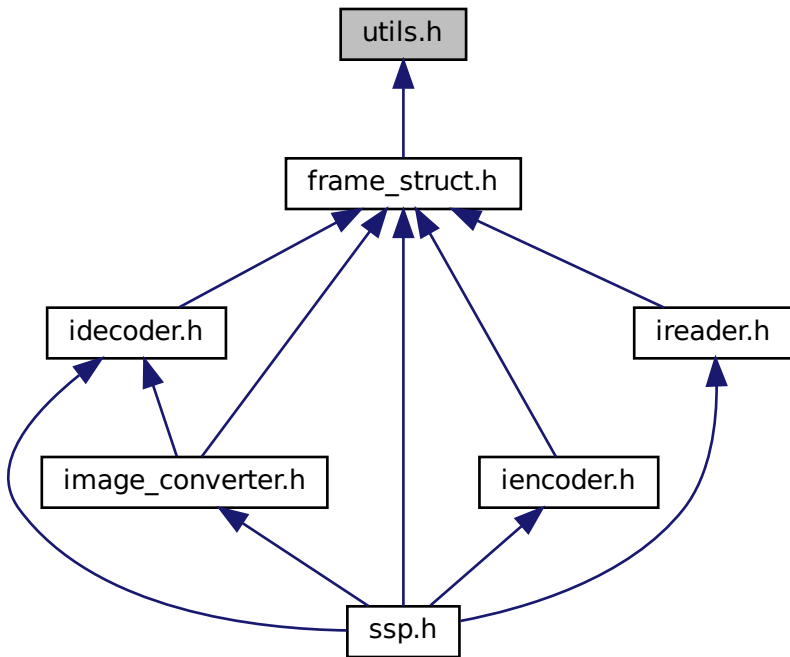 utils.h
frame_struct.h
idecoder.h
ireader.h
image_converter.h
iencoder.h
ssp.h